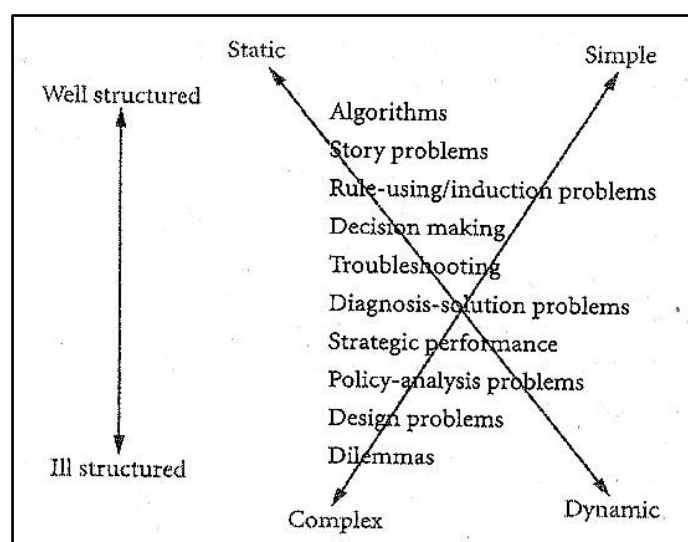 Static
Simple
Well structured
Algorithms
Story problems
Rule-using/induction problems
Decision making
Troubleshooting
Diagnosis-solution problems
Strategic performance
Policy-analysis problems
Design problems
Dilemmas
Ill structured
Complex
Dynamic